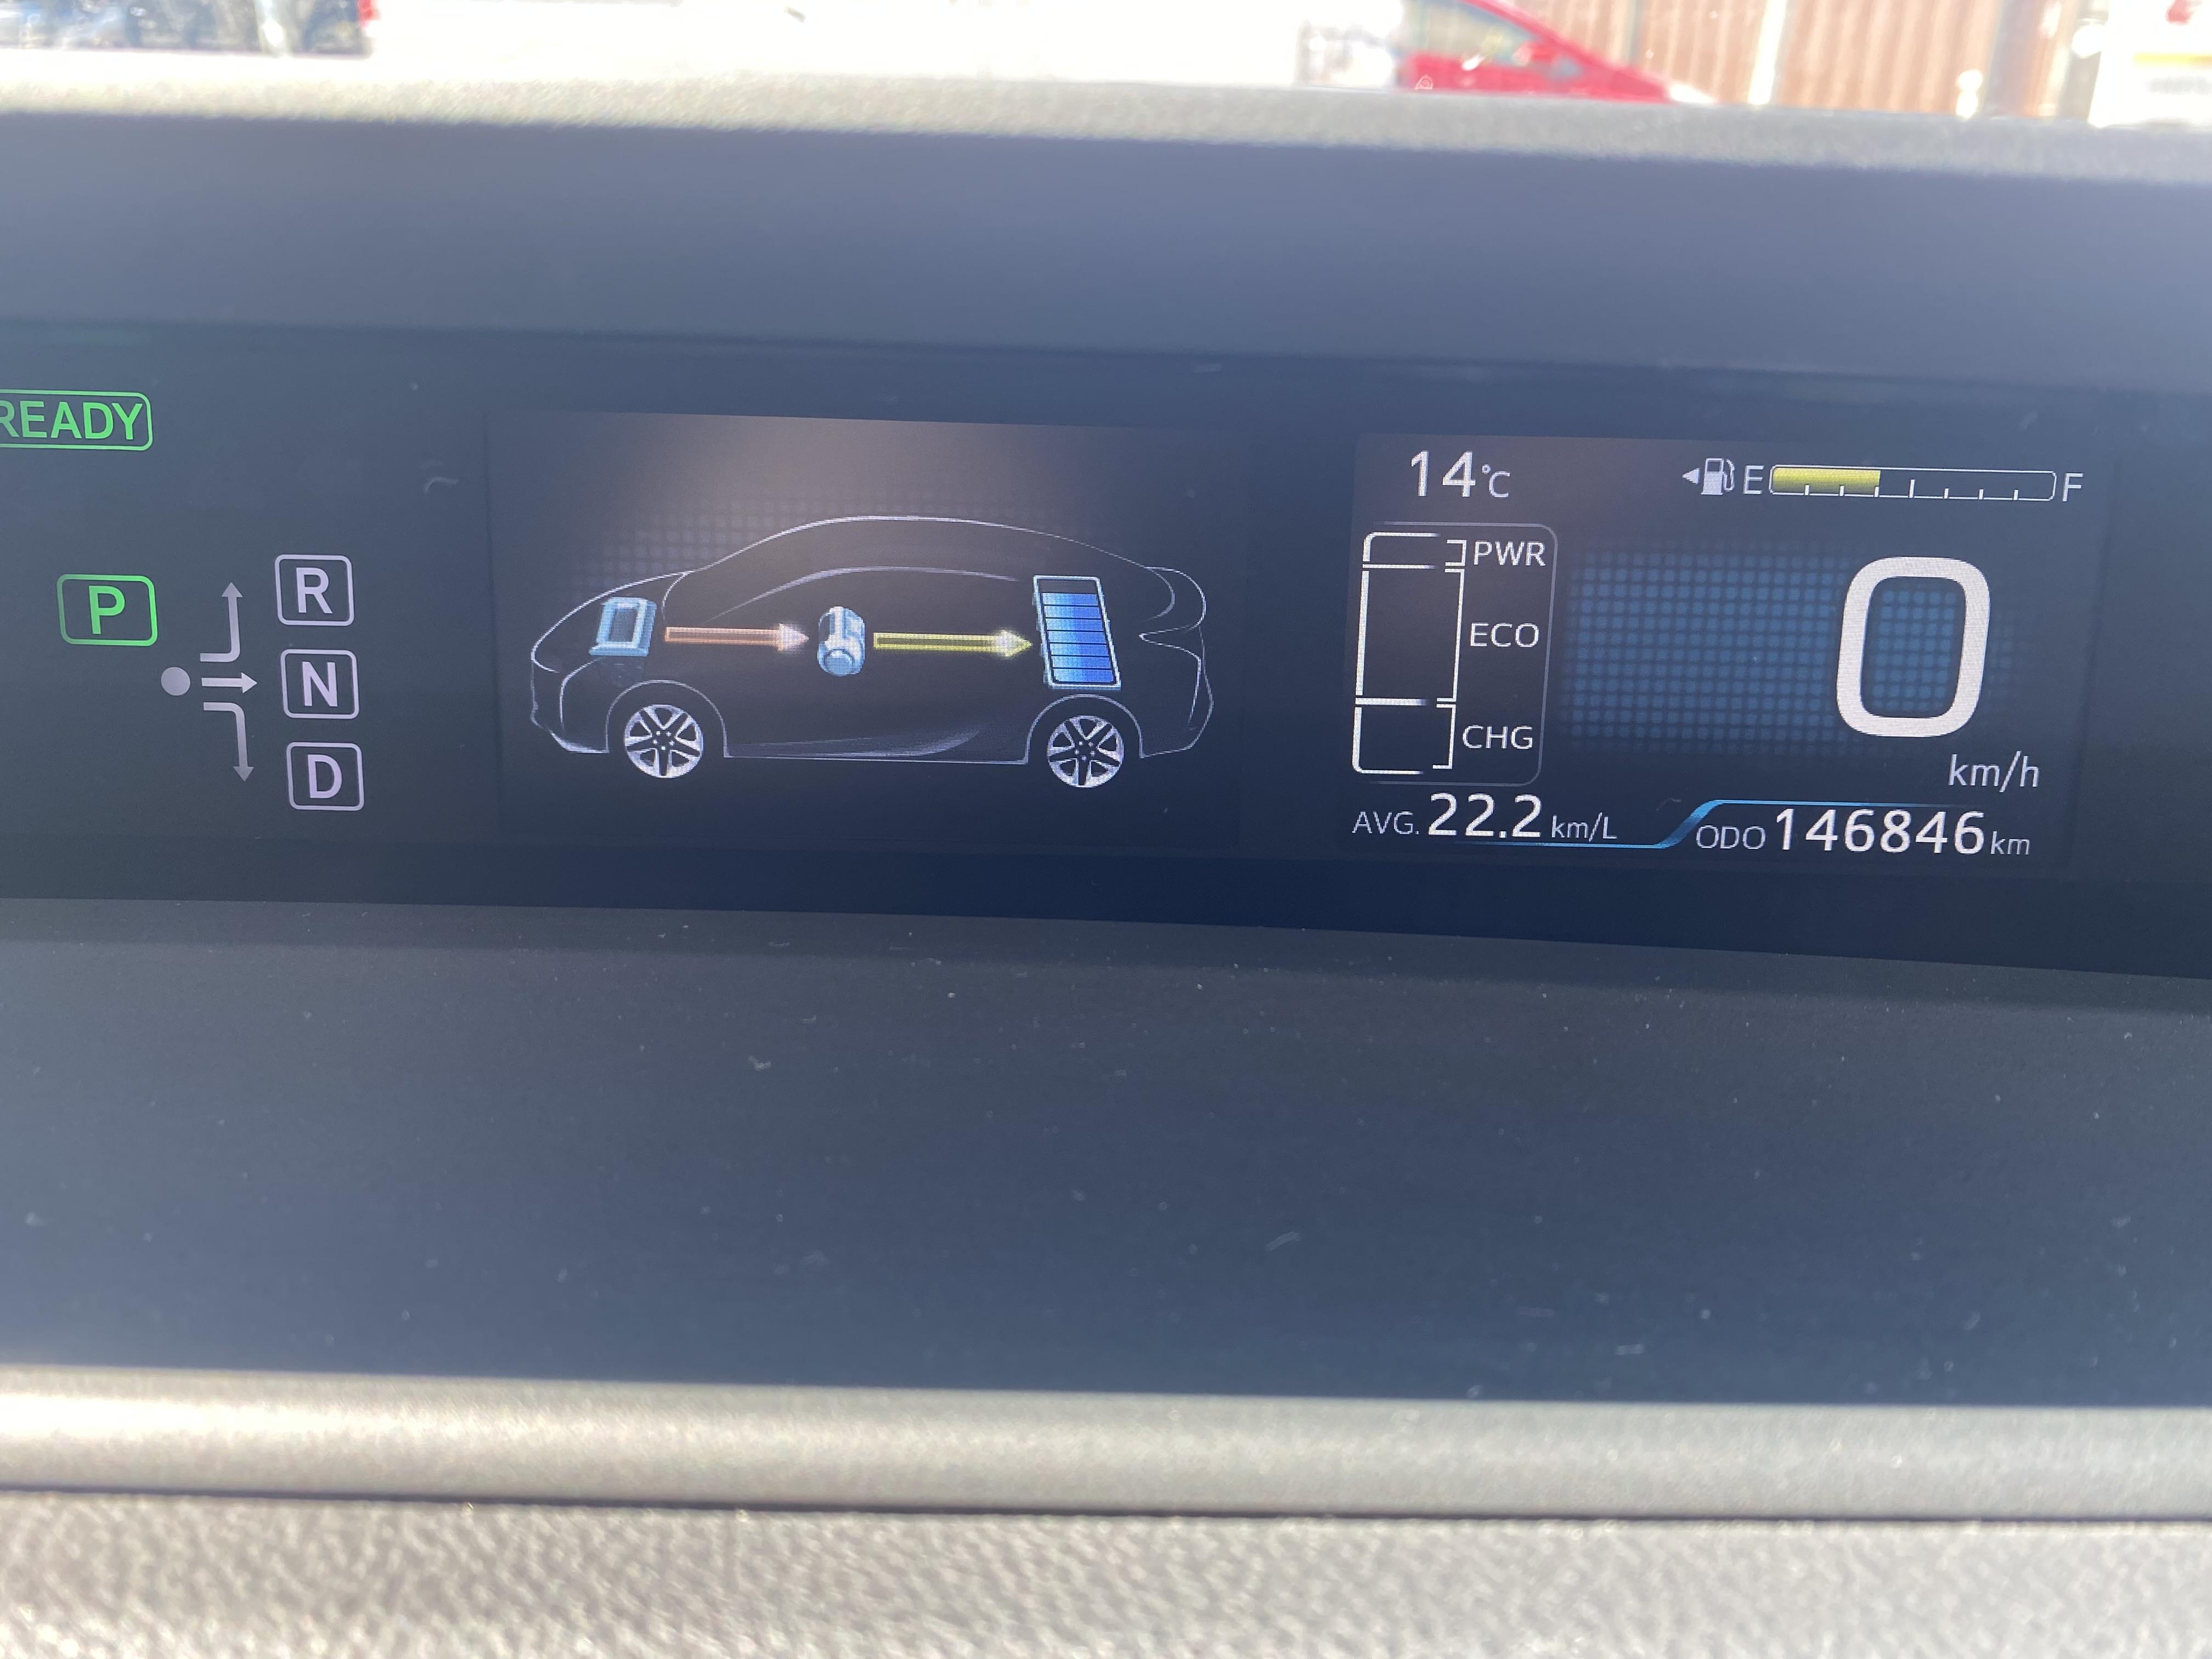 READY
P
R
N
D
14°C
E F
PWR
ECO
CHG
0
km/h
AVG. 22.2 km/L
ODO 146846 km